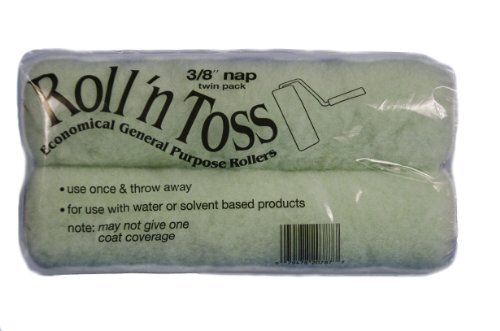 3/8" nap
twin pack
Roll'n Toss
Economical General Purpose Rollers
• use once & throw away
• for use with water or solvent based products
note: may not give one
coat coverage